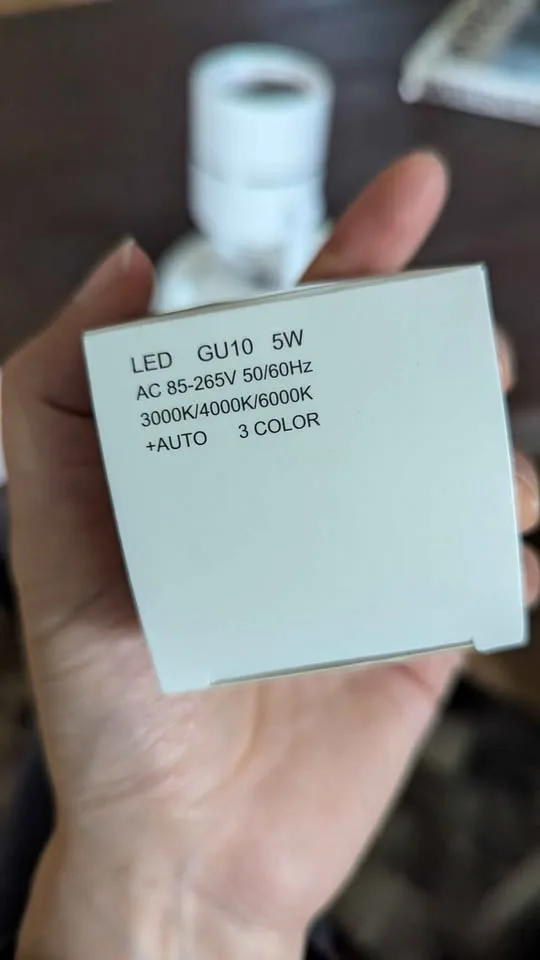 LED GU10 5W
AC 85-265V 50/60Hz
3000K/4000K/6000K
+AUTO 3 COLOR